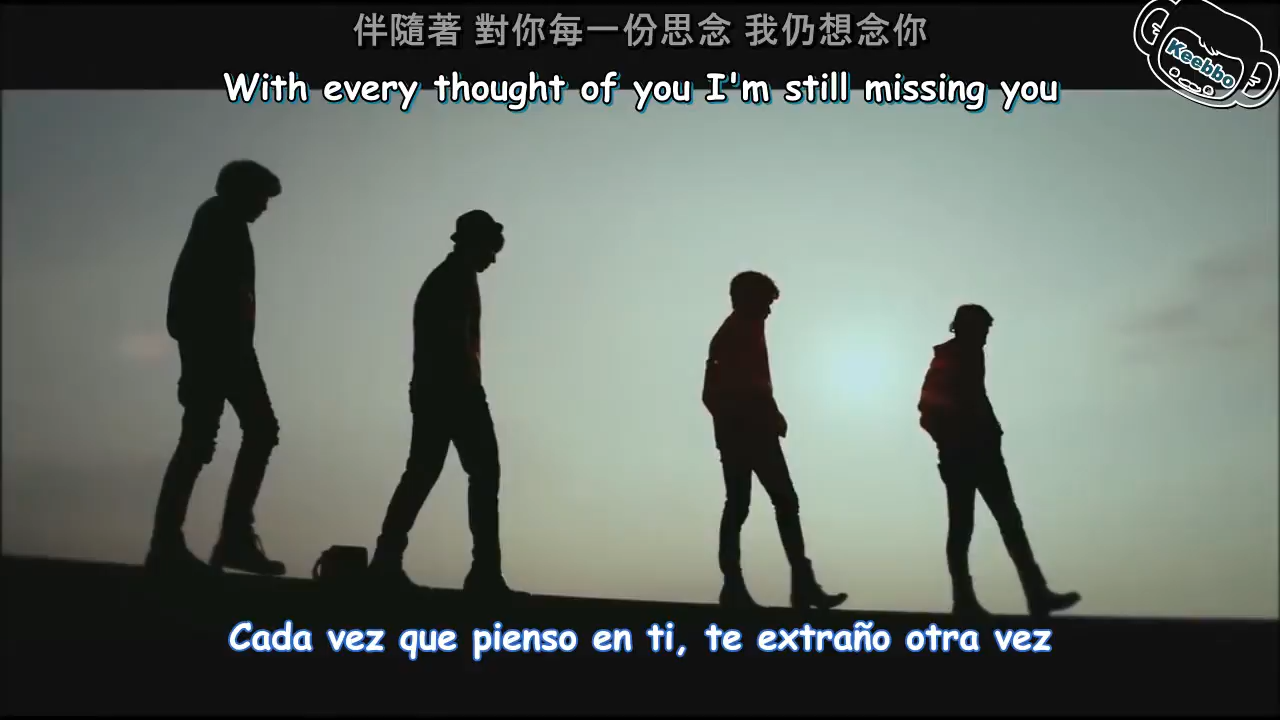 伴隨著 對你每一份思念 我仍想念你
Keebbo
With every thought of you I'm still missing you
Cada vez que pienso en ti, te extraño otra vez